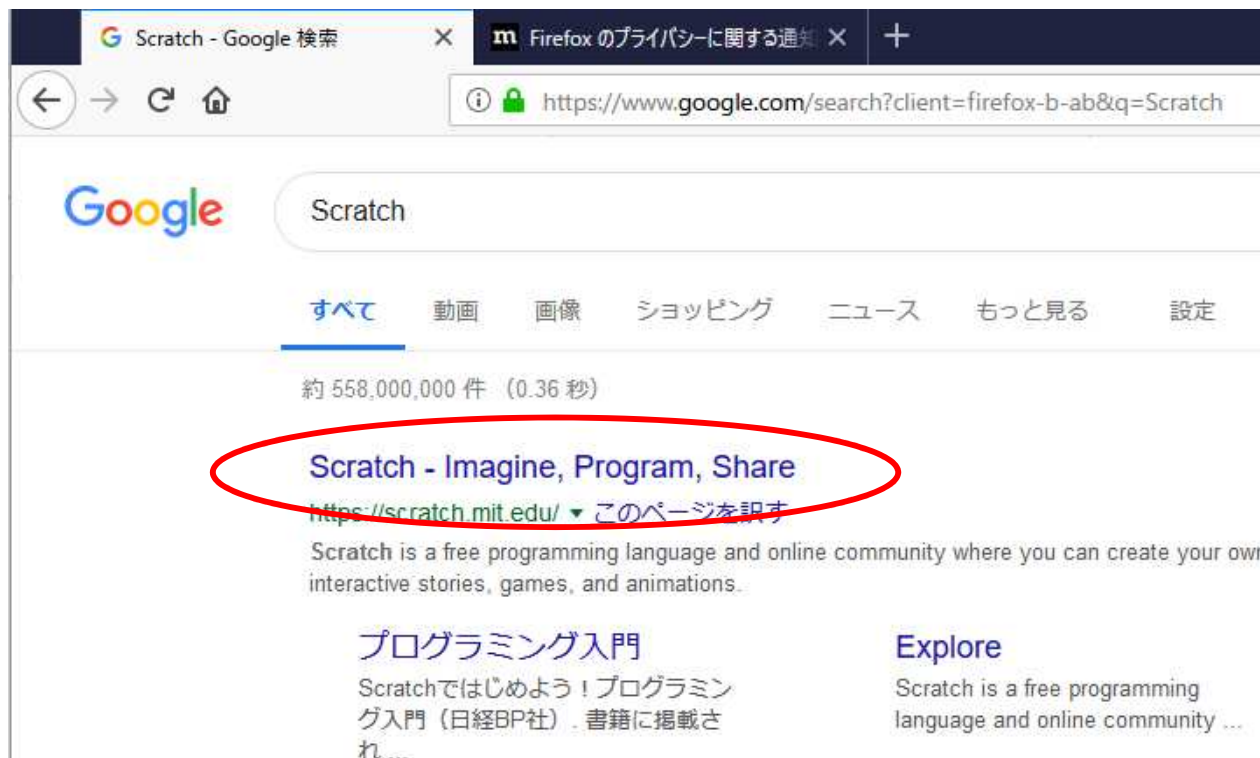 Scratch - Google 検索
Firefox のプライバシーに関する通知
https://www.google.com/search?client=firefox-b-ab&q=Scratch
Google
Scratch
すべて 動画 画像 ショッピング ニュース もっと見る 設定
約 558,000,000 件 （0.36 秒）
Scratch - Imagine, Program, Share
https://scratch.mit.edu/ ▼ このページを訳す
Scratch is a free programming language and online community where you can create your own
interactive stories, games, and animations.
プログラミング入門
Scratchではじめよう！プログラミン
グ入門（日経BP社）. 書籍に掲載さ
れ ...
Explore
Scratch is a free programming
language and online community ...